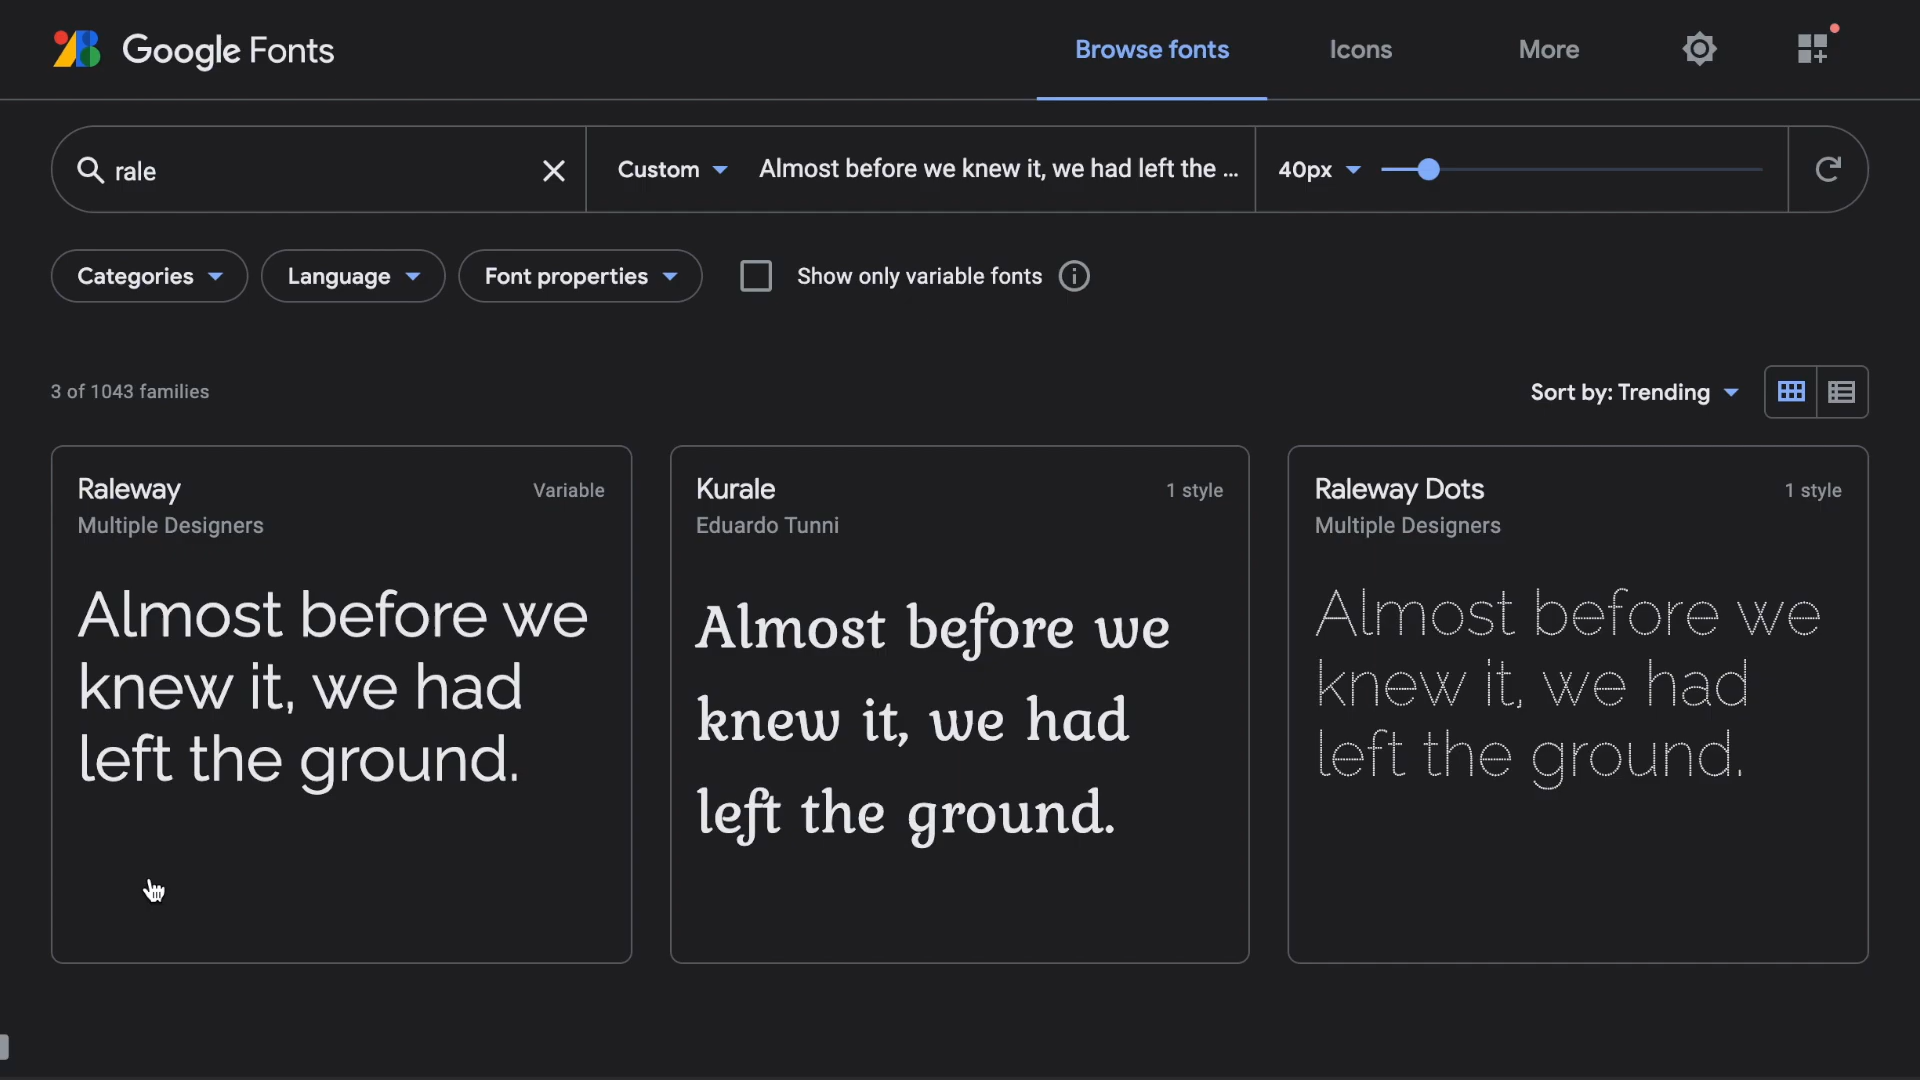 Google Fonts
Browse fonts
Icons
More
rale
Custom
Almost before we knew it, we had left the ...
40px
Categories
Language
Font properties
Show only variable fonts
3 of 1043 families
Sort by: Trending
Raleway
Variable
Multiple Designers
Almost before we
knew it, we had
left the ground.
Kurale
1 style
Eduardo Tunni
Almost before we
knew it, we had
left the ground.
Raleway Dots
1 style
Multiple Designers
Almost before we
knew it, we had
left the ground.